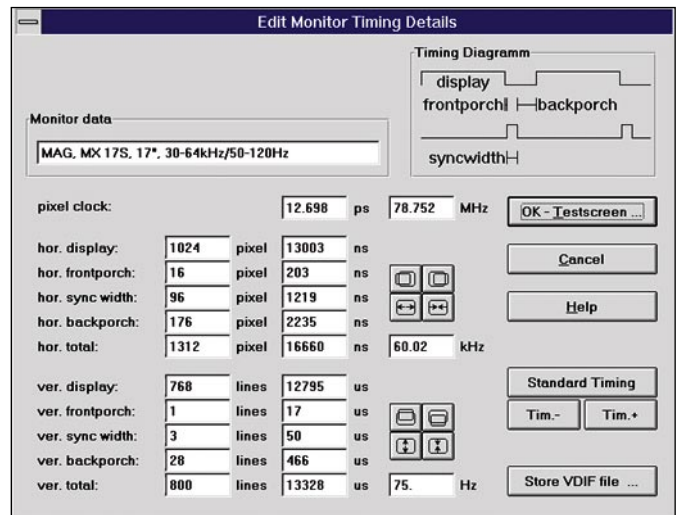 Edit Monitor Timing Details
Timing Diagramm
display
frontporch backporch
syncwidth
Monitor data
MAG, MX 17S, 17", 30-64kHz/50-120Hz
pixel clock: 12.698 ps 78.752 MHz
OK - Testscreen ...
hor. display: 1024 pixel 13003 ns
hor. frontporch: 16 pixel 203 ns
hor. sync width: 96 pixel 1219 ns
hor. backporch: 176 pixel 2235 ns
hor. total: 1312 pixel 16660 ns 60.02 kHz
Cancel
Help
ver. display: 768 lines 12795 us
ver. frontporch: 1 lines 17 us
ver. sync width: 3 lines 50 us
ver. backporch: 28 lines 466 us
ver. total: 800 lines 13328 us 75. Hz
Standard Timing
Tim.- Tim.+
Store VDIF file ...